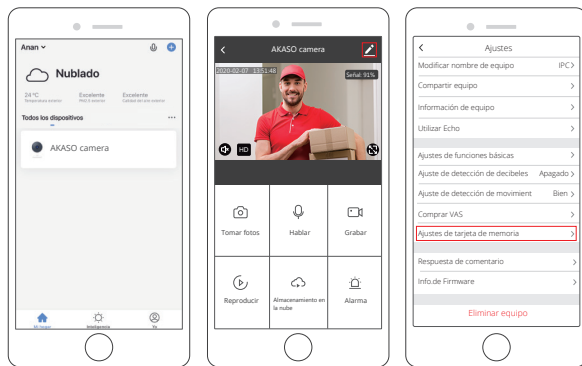 Anan
Nublado
24°C
Excelente
Excelente
Temperatura exterior
PM2.5 exterior
Calidad del aire exterior
Todos los dispositivos
AKASO camera
Mi hogar
Inteligencia
Yo
AKASO camera
2020-02-07 13:51:48
Señal: 91%
HD
Tomar fotos
Hablar
Grabar
Reproducir
Almacenamiento en
la nube
Alarma
Ajustes
Modificar nombre de equipo IPC
Compartir equipo
Información de equipo
Utilizar Echo
Ajustes de funciones básicas
Ajuste de detección de decibeles Apagado
Ajuste de detección de movimient Bien
Comprar VAS
Ajustes de tarjeta de memoria
Respuesta de comentario
Info.de Firmware
Eliminar equipo